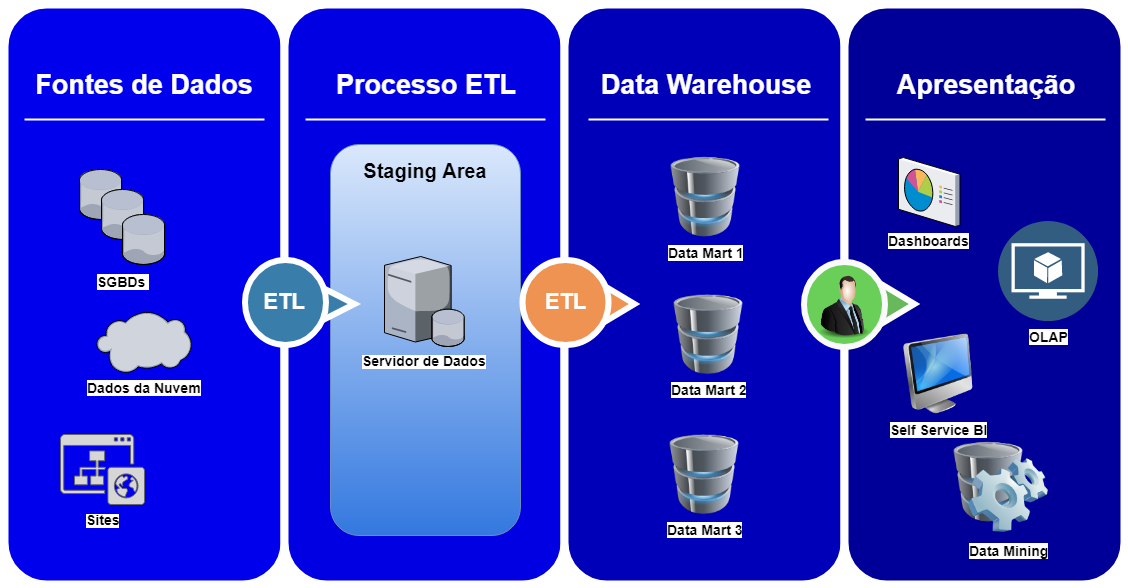 Fontes de Dados
SGBDs
Dados da Nuvem
Sites
ETL
Processo ETL
Staging Area
Servidor de Dados
ETL
Data Warehouse
Data Mart 1
Data Mart 2
Data Mart 3
Apresentação
Dashboards
OLAP
Self Service BI
Data Mining